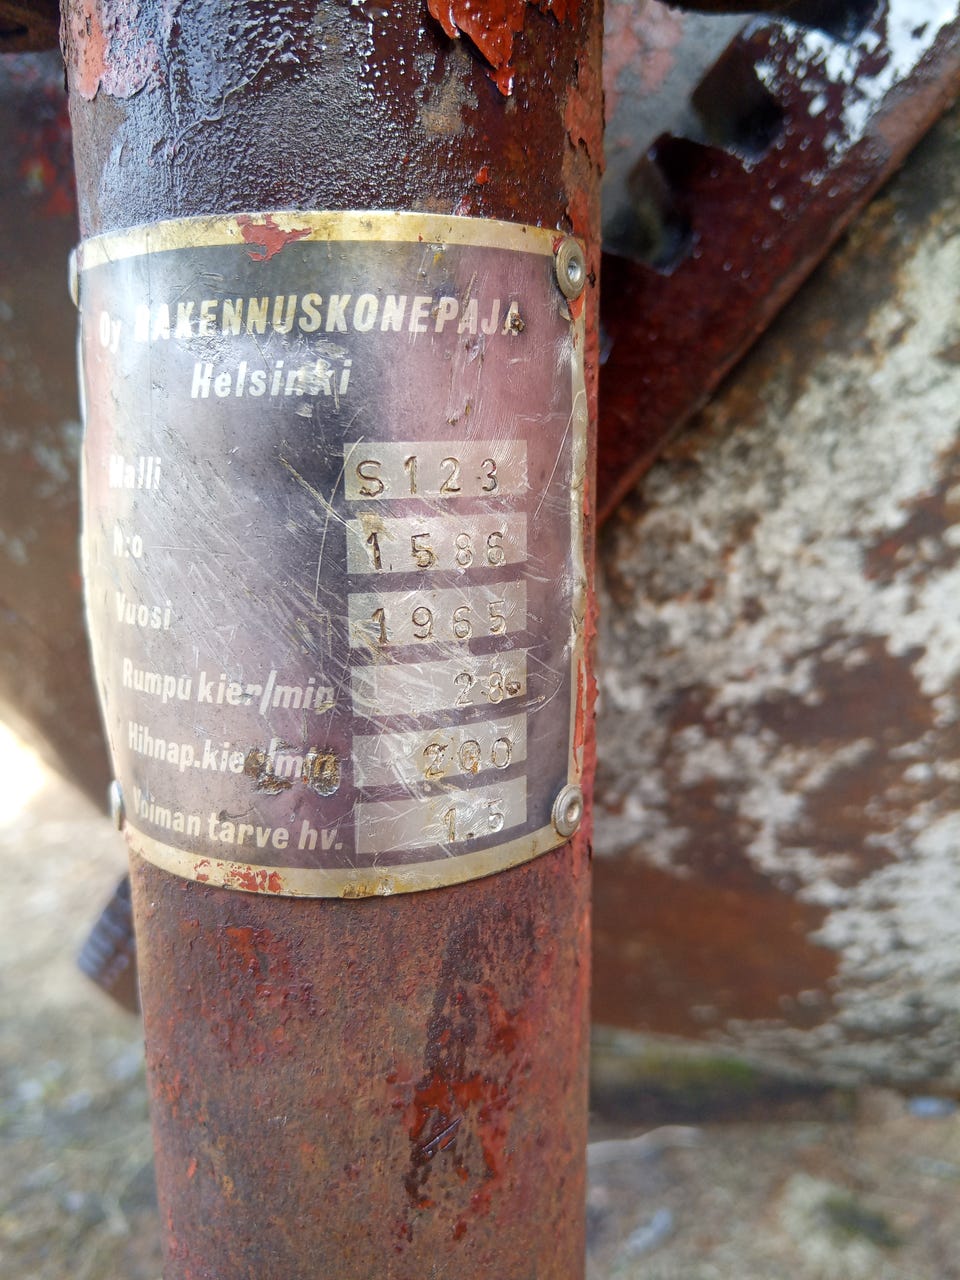 Oy RAKENNUSKONEPAJA
Helsinki
Malli S123
N:o 1586
Vuosi 1965
Rumpu kier/min 28
Hihnap.kier/min 200
Voiman tarve hv. 1.5